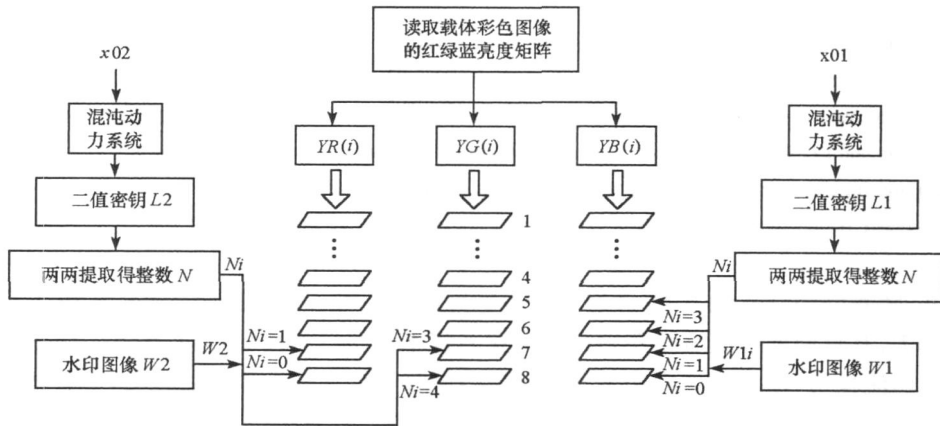 读取载体彩色图像
的红绿蓝亮度矩阵
x02
x01
混沌动
力系统
YR(i)
YG(i)
YB(i)
混沌动
力系统
二值密钥L2
1
二值密钥L1
两两提取得整数N
Ni
4
Ni
两两提取得整数N
5
Ni=3
Ni=1
Ni=3
6
Ni=2
水印图像W2
W2
Ni=0
7
Ni=1
W1i
水印图像W1
Ni=4
8
Ni=0